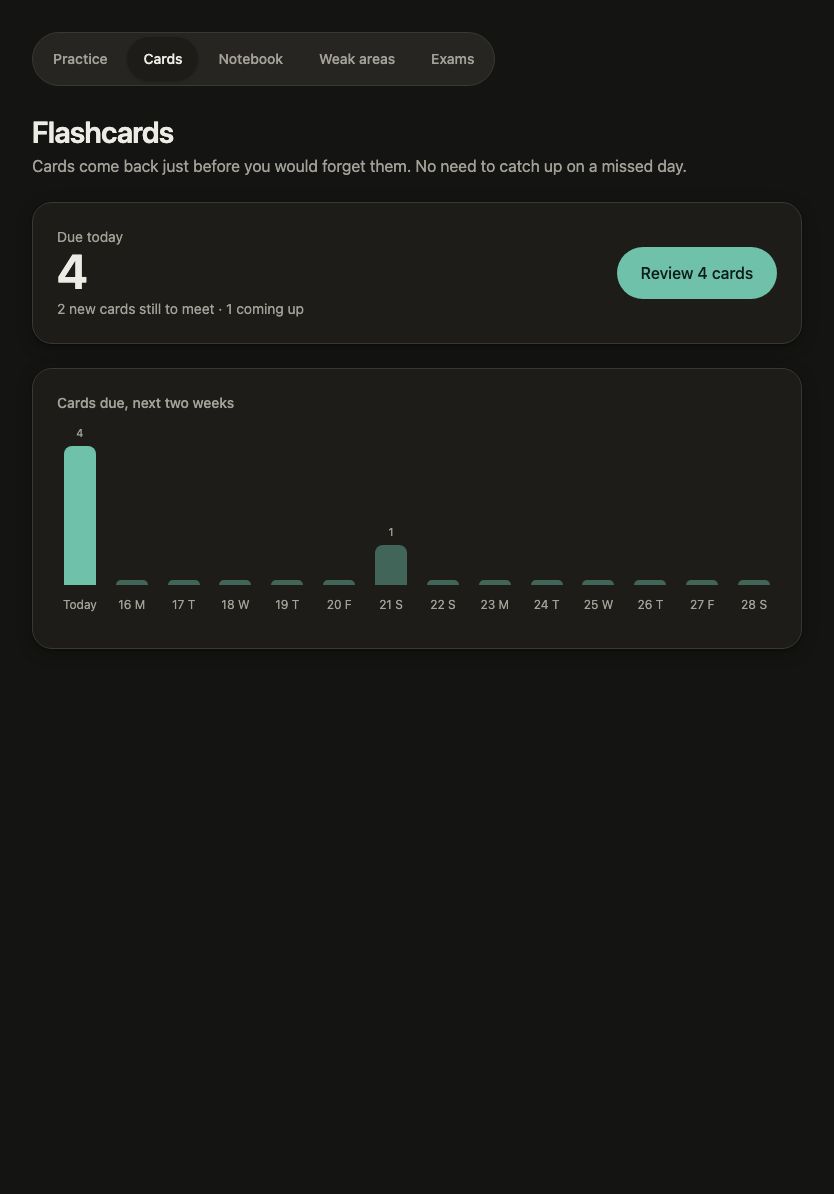 Practice Cards Notebook Weak areas Exams
Flashcards
Cards come back just before you would forget them. No need to catch up on a missed day.
Due today
4
2 new cards still to meet · 1 coming up
Review 4 cards
Cards due, next two weeks
4
1
Today 16 M 17 T 18 W 19 T 20 F 21 S 22 S 23 M 24 T 25 W 26 T 27 F 28 S